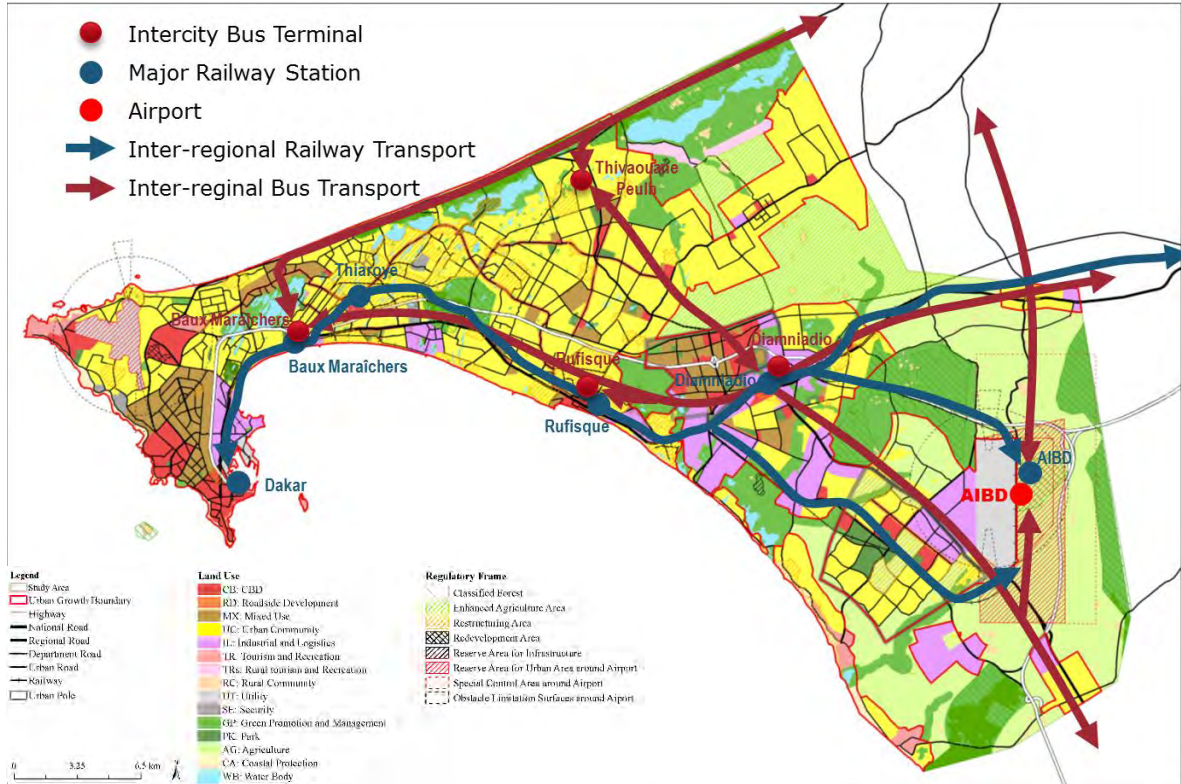 Intercity Bus Terminal
Major Railway Station
Airport
Inter-regional Railway Transport
Inter-reginal Bus Transport
Thivaouane
Peulh
Thiaroye
Baux Maraîchers
Baux Maraîchers
Rufisque
Rufisque
Diamniadio
Diamniadio
Dakar
AIBD
AIBD
Legend
Study Area
Urban Growth Boundary
Highway
National Road
Regional Road
Department Road
Urban Road
Railway
Urban Pole
0 3.25 6.5 km
N
Land Use
CB: CBD
RD: Roadside Development
MX: Mixed Use
UC: Urban Community
IL: Industrial and Logistics
TR: Tourism and Recreation
TRs: Rural tourism and Recreation
RC: Rural Community
UT: Utility
SE: Security
GP: Green Promotion and Management
PK: Park
AG: Agriculture
CA: Coastal Protection
WB: Water Body
Regulatory Frame
Classified Forest
Enhanced Agriculture Area
Restructuring Area
Redevelopment Area
Reserve Area for Infrastructure
Reserve Area for Urban Area around Airport
Special Control Area around Airport
Obstacle Limitation Surfaces around Aiport